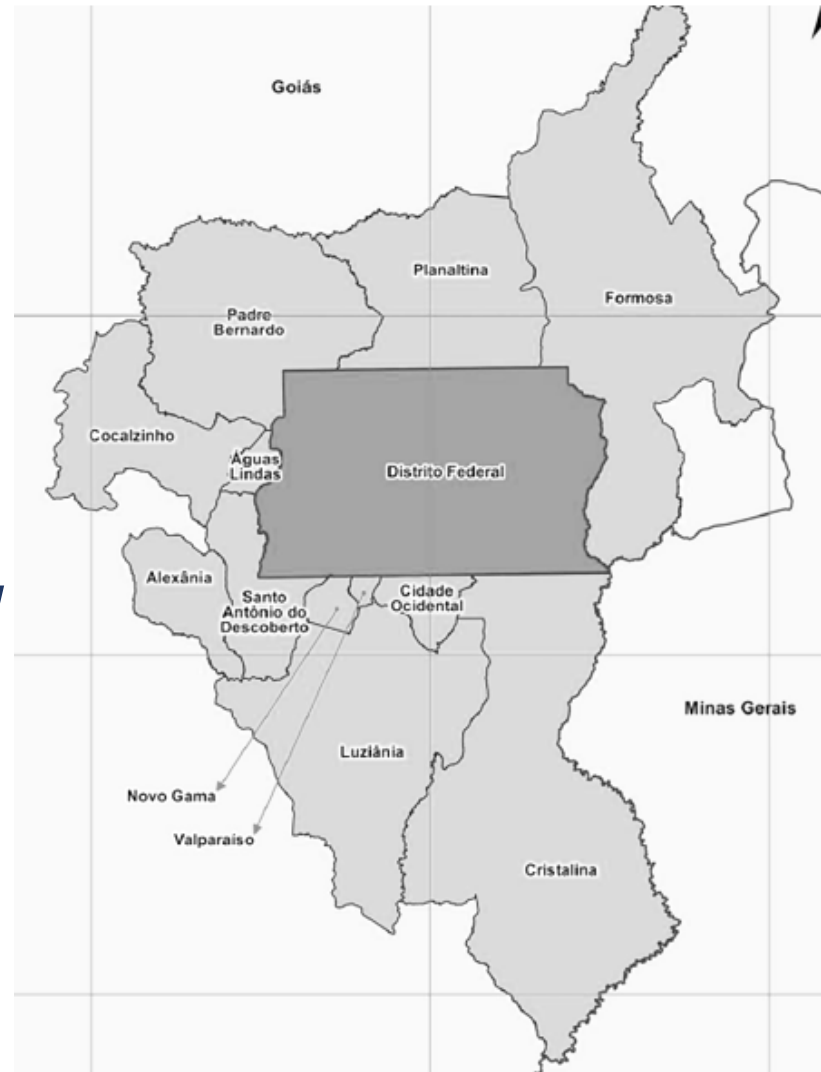 Goiás
Planaltina
Formosa
Padre
Bernardo
Cocalzinho
Águas
Lindas
Distrito Federal
Alexânia
Santo
Antônio do
Descoberto
Cidade
Ocidental
Minas Gerais
Luziânia
Novo Gama
Valparaíso
Cristalina